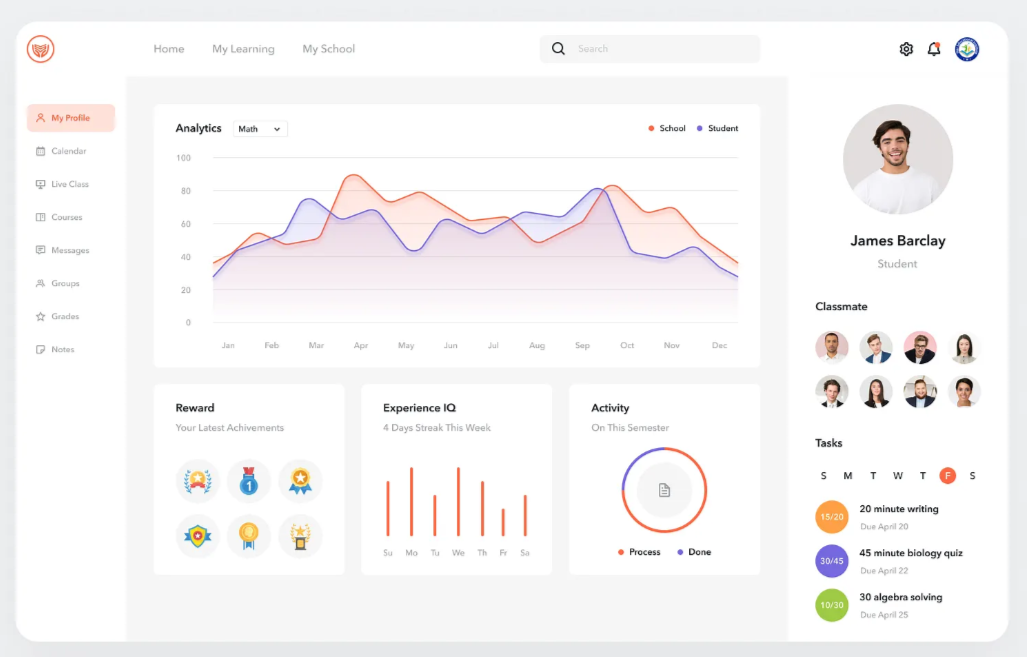 Home My Learning My School Search
My Profile
Calendar
Live Class
Courses
Messages
Groups
Grades
Notes
Analytics Math School Student
100
80
60
40
20
0
Jan Feb Mar Apr May Jun Jul Aug Sep Oct Nov Dec
Reward
Your Latest Achivements
1
Experience IQ
4 Days Streak This Week
Su Mo Tu We Th Fr Sa
Activity
On This Semester
Process Done
James Barclay
Student
Classmate
Tasks
S M T W T F S
15/20 20 minute writing
Due April 20
30/45 45 minute biology quiz
Due April 22
10/30 30 algebra solving
Due April 25